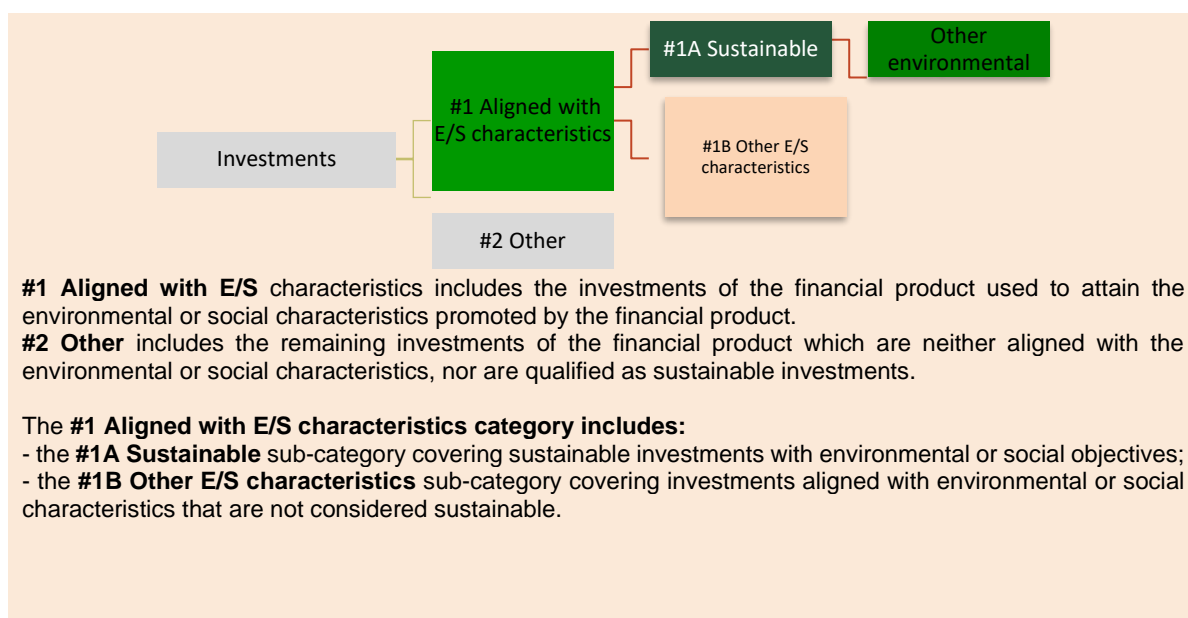 #1A Sustainable
Other
environmental
#1 Aligned with
E/S characteristics
Investments
#1B Other E/S
characteristics
#2 Other
#1 Aligned with E/S characteristics includes the investments of the financial product used to attain the
environmental or social characteristics promoted by the financial product.
#2 Other includes the remaining investments of the financial product which are neither aligned with the
environmental or social characteristics, nor are qualified as sustainable investments.
The #1 Aligned with E/S characteristics category includes:
- the #1A Sustainable sub-category covering sustainable investments with environmental or social objectives;
- the #1B Other E/S characteristics sub-category covering investments aligned with environmental or social
characteristics that are not considered sustainable.